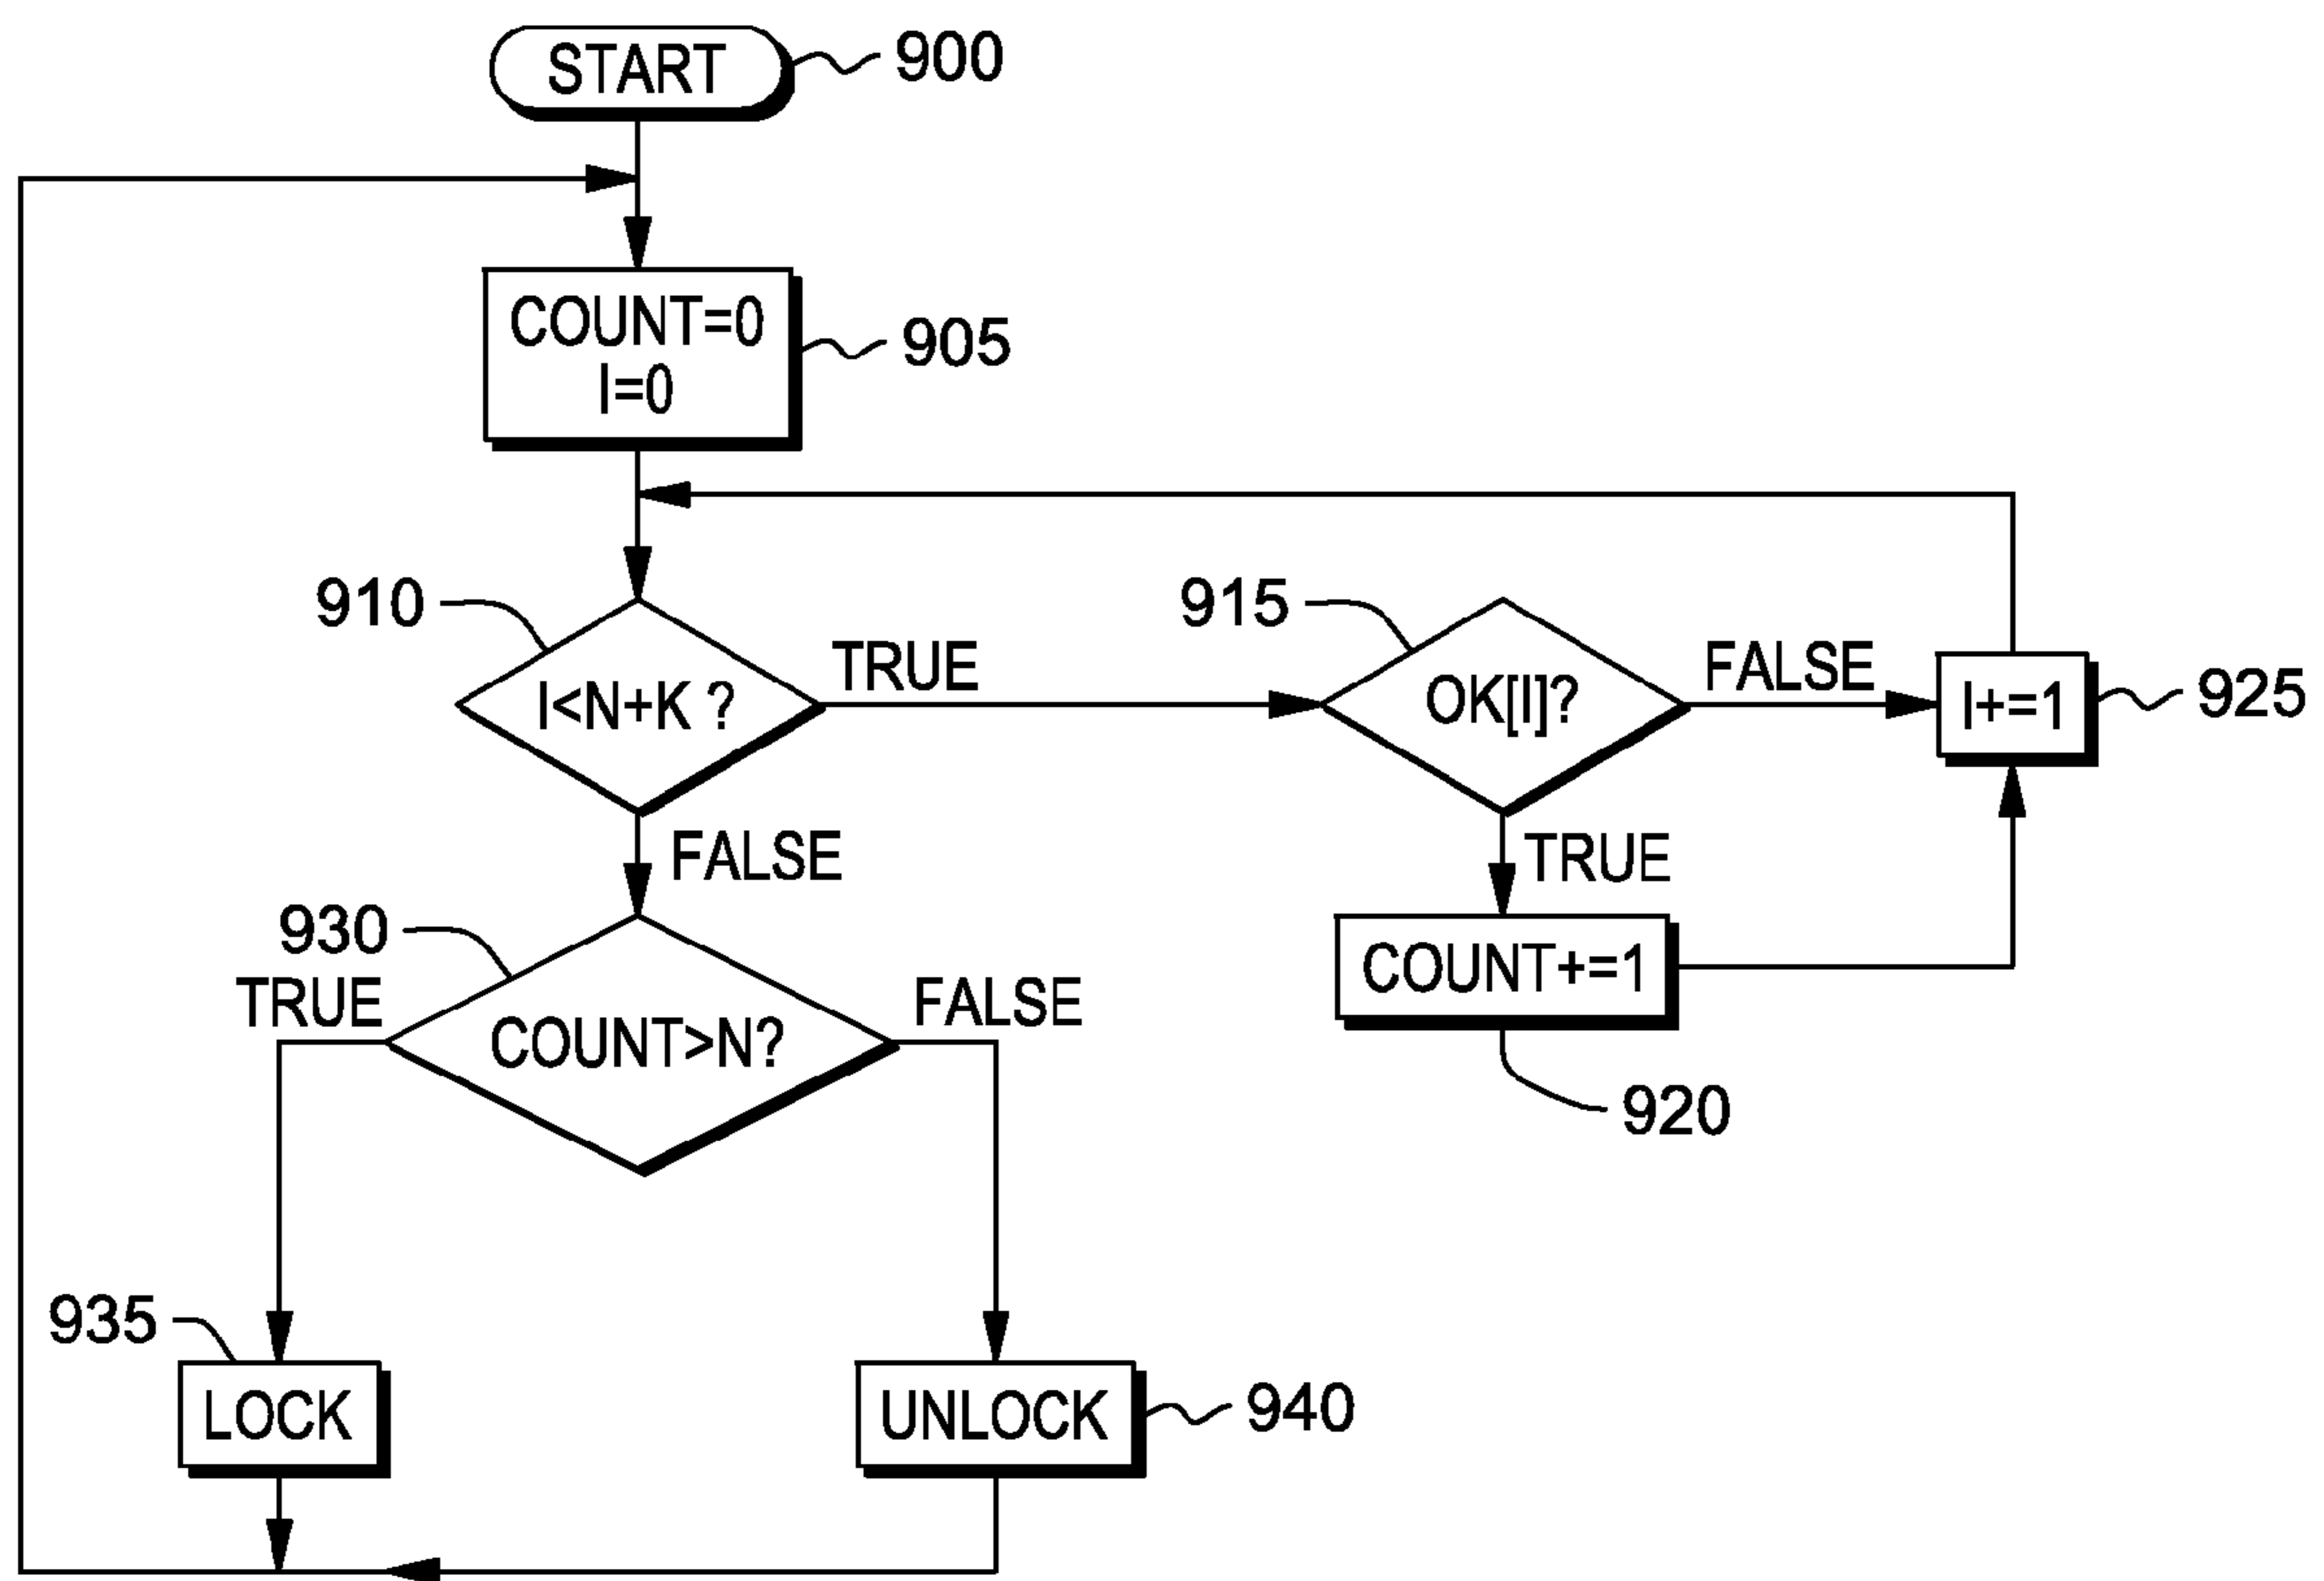 START
900
COUNT=0
I=0
905
910
I<N+K ?
TRUE
915
OK[I]?
FALSE
I+=1
925
FALSE
TRUE
COUNT+=1
920
930
TRUE
COUNT>N?
FALSE
935
LOCK
UNLOCK
940